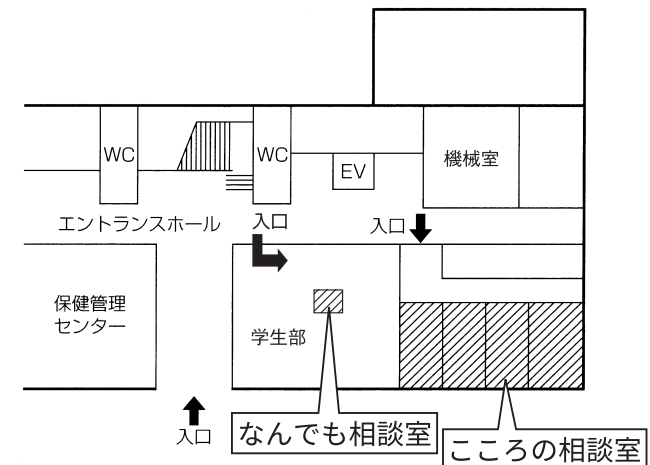 WC
WC
EV
機械室
エントランスホール
入口
入口
保健管理
センター
学生部
入口
なんでも相談室
こころの相談室